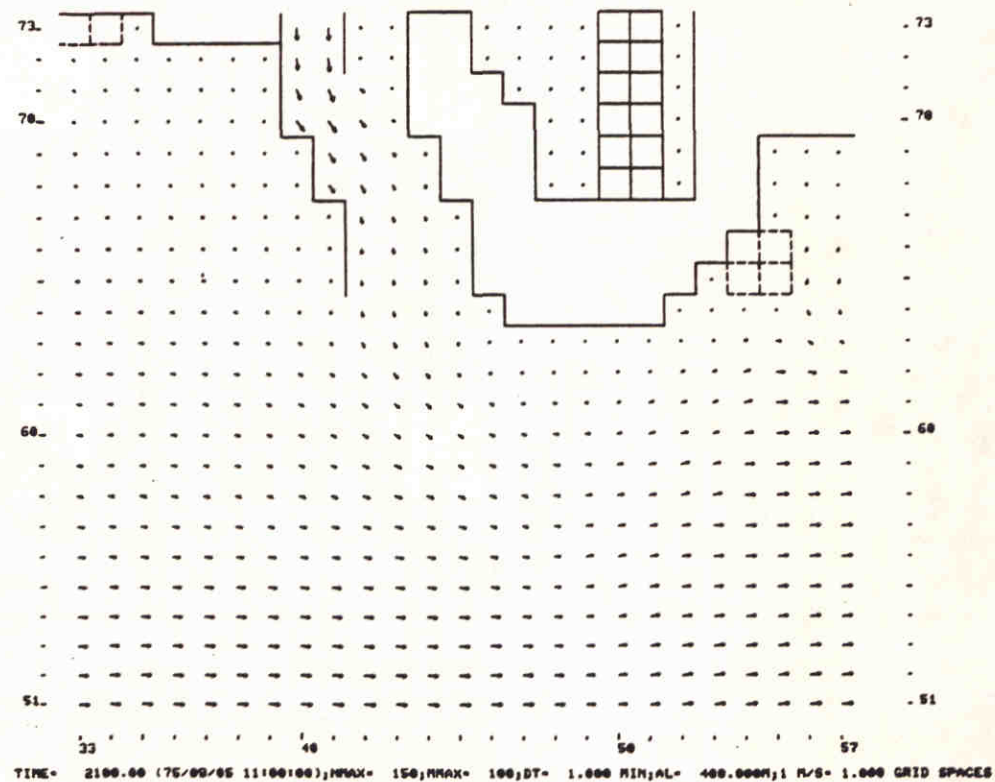 73 73
70 70
60 60
51 51
33 40 50 57
TIME= 2100.00 (75/09/05 11:00:00);MMAX= 150;NMAX= 100;DT= 1.000 MIN;AL= 400.000M;1 M/S= 1.000 GRID SPACES